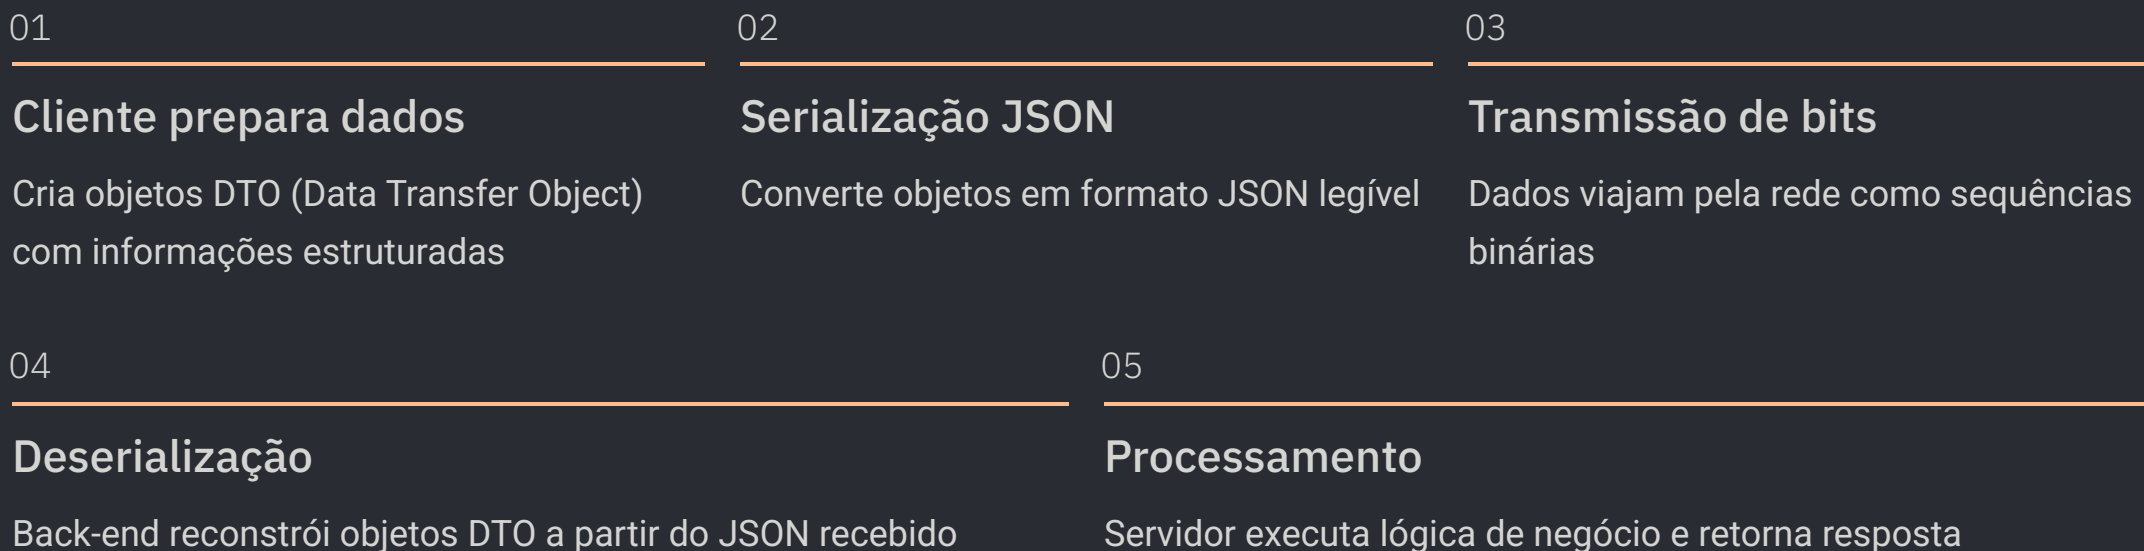 01
Cliente prepara dados
Cria objetos DTO (Data Transfer Object)
com informações estruturadas
02
Serialização JSON
Converte objetos em formato JSON legível
03
Transmissão de bits
Dados viajam pela rede como sequências
binárias
04
Deserialização
Back-end reconstrói objetos DTO a partir do JSON recebido
05
Processamento
Servidor executa lógica de negócio e retorna resposta